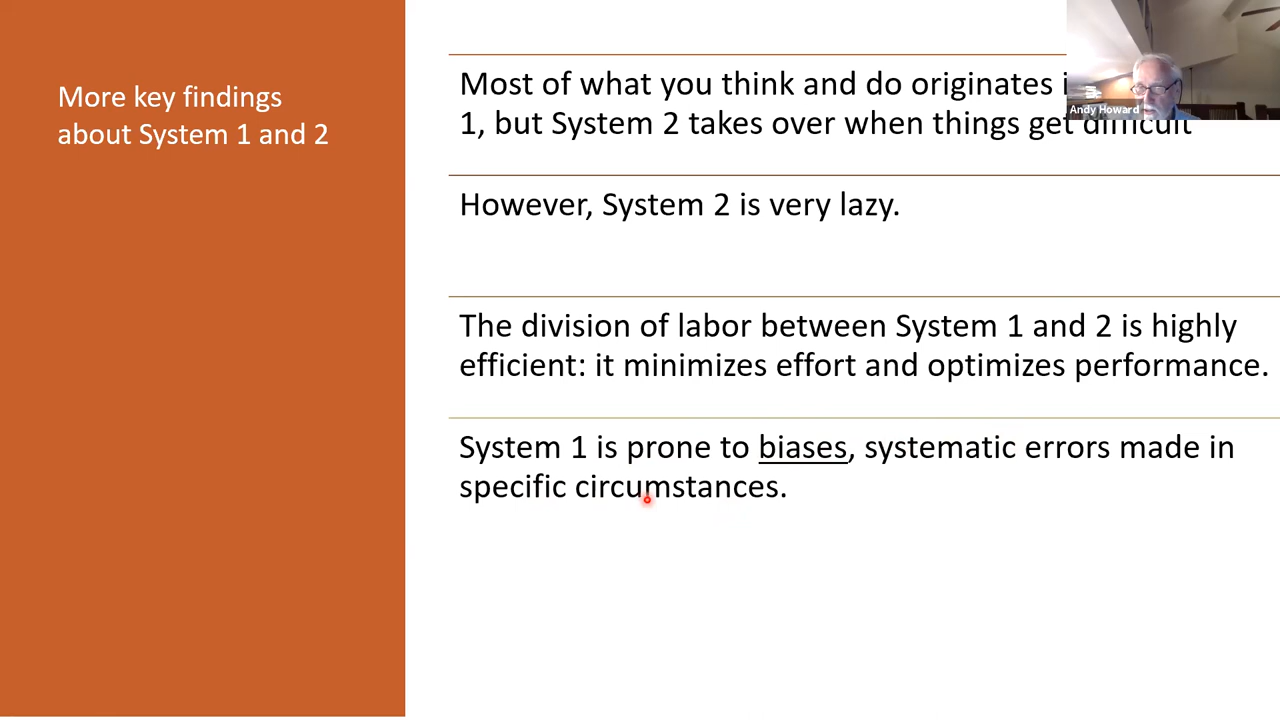 More key findings
about System 1 and 2
Most of what you think and do originates
1, but System 2 takes over when things get difficult
However, System 2 is very lazy.
The division of labor between System 1 and 2 is highly
efficient: it minimizes effort and optimizes performance.
System 1 is prone to biases, systematic errors made in
specific circumstances.
Andy Howard